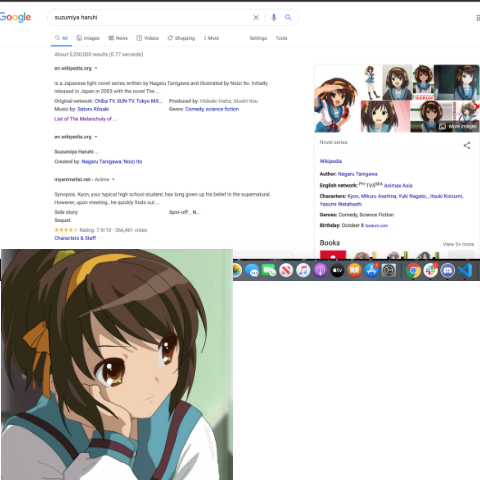 Google
suzumiya haruhi
All Images News Videos Shopping More Settings Tools
About 5,250,000 results (0.77 seconds)
en.wikipedia.org
is a Japanese light novel series written by Nagaru Tanigawa and illustrated by Noizi Ito. Initially
released in Japan in 2003 with the novel The ...
Original network: Chiba TV, SUN-TV, Tokyo MX,... Produced by: Hideaki Hatta, Atsushi Itou
Music by: Satoru Kōsaki Genre: Comedy, science fiction
List of The Melancholy of ...
en.wikipedia.org
Suzumiya Haruhi ...
Created by: Nagaru Tanigawa; Noizi Ito
myanimelist.net › Anime
Synopsis. Kyon, your typical high school student, has long given up his belief in the supernatural.
However, upon meeting , he quickly finds out ...
Side story Spin-off: . N...
Sequel:
Rating: 7.9/10 - 366,461 votes
Characters & Staff
More images
Novel series
Wikipedia
Author: Nagaru Tanigawa
English network: PH TV5 SEA Animax Asia
Characters: Kyon, Mikuru Asahina, Yuki Nagato, , Itsuki Koizumi,
Yasumi Watahashi
Genres: Comedy, Science Fiction
Birthday: October 8 fandom.com
Books View 5+ more
tv